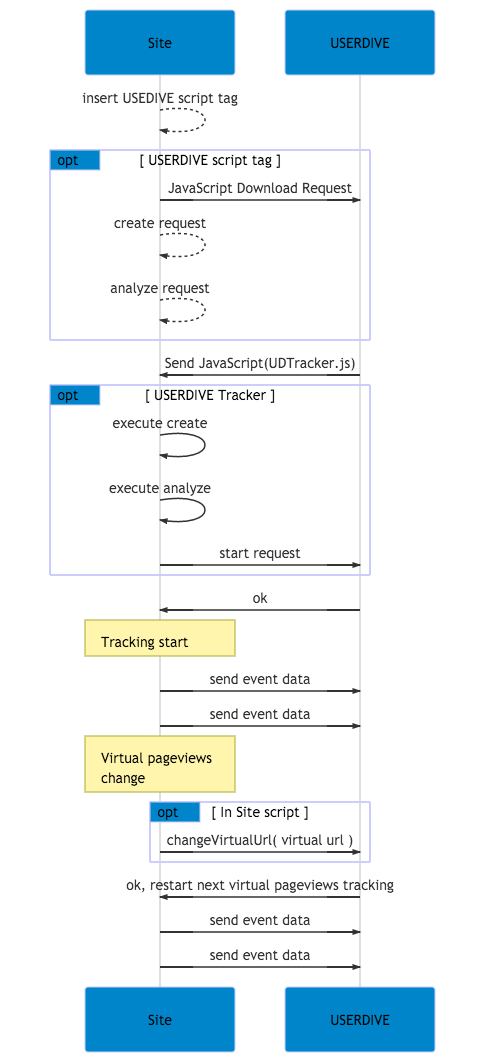 Site
USERDIVE
insert USEDIVE script tag
opt
[ USERDIVE script tag ]
JavaScript Download Request
create request
analyze request
Send JavaScript(UDTracker.js)
opt
[ USERDIVE Tracker ]
execute create
execute analyze
start request
ok
Tracking start
send event data
send event data
Virtual pageviews
change
opt
[ In Site script ]
changeVirtualUrl( virtual url )
ok, restart next virtual pageviews tracking
send event data
send event data
Site
USERDIVE